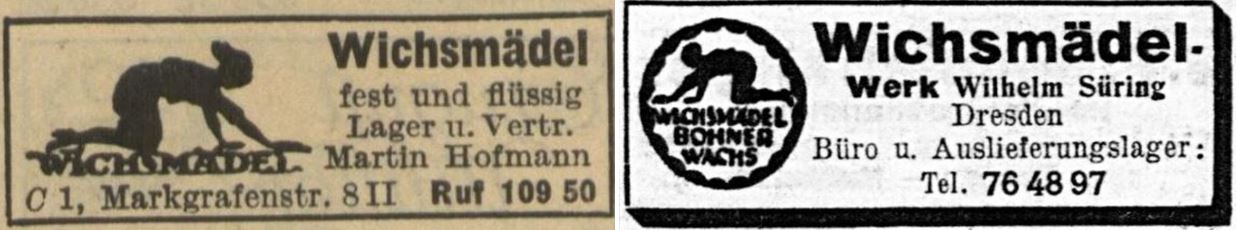 Wichsmädel
fest und flüssig
Lager u. Vertr.
WICHSMÄDEL Martin Hofmann
C 1, Markgrafenstr. 8 II Ruf 109 50
Wichsmädel-
Werk Wilhelm Süring
Dresden
WICHSMÄDEL
BOHNER
WACHS
Büro u. Auslieferungslager:
Tel. 76 48 97